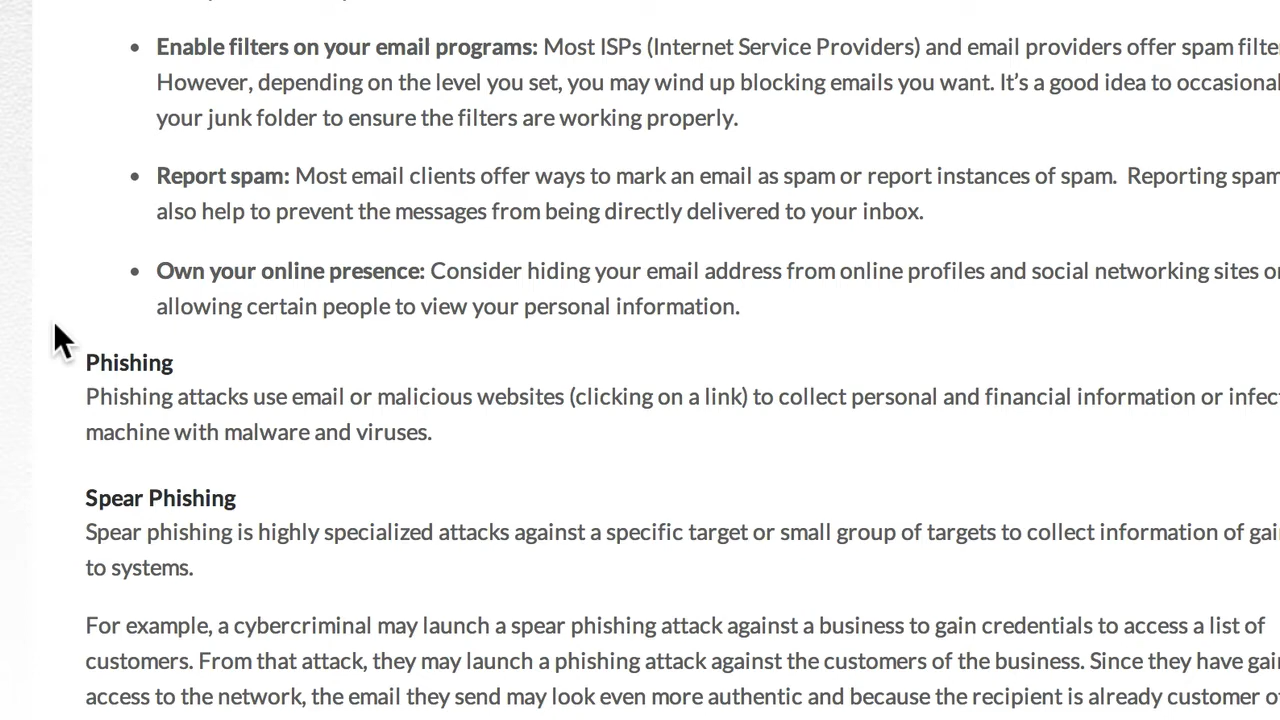 Enable filters on your email programs: Most ISPs (Internet Service Providers) and email providers offer spam
However, depending on the level you set, you may wind up blocking emails you want. It's a good idea to
your junk folder to ensure the filters are working properly.
Report spam: Most email clients offer ways to mark an email as spam or report instances of spam. Reporting spam
also help to prevent the messages from being directly delivered to your inbox.
Own your online presence: Consider hiding your email address from online profiles and social networking sites
allowing certain people to view your personal information.
Phishing
Phishing attacks use email or malicious websites (clicking on a link) to collect personal and financial information or
machine with malware and viruses.
Spear Phishing
Spear phishing is highly specialized attacks against a specific target or small group of targets to collect information of
to systems.
For example, a cybercriminal may launch a spear phishing attack against a business to gain credentials to access a list of
customers. From that attack, they may launch a phishing attack against the customers of the business. Since they have
access to the network, the email they send may look even more authentic and because the recipient is already customer